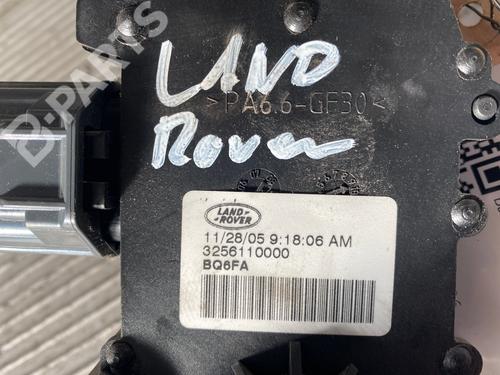 B-PARTS
LAND
>PA6.6-GF30<
Rover
LAND-
ROVER
11/28/05 9:18:06 AM
3256110000
BQ6FA